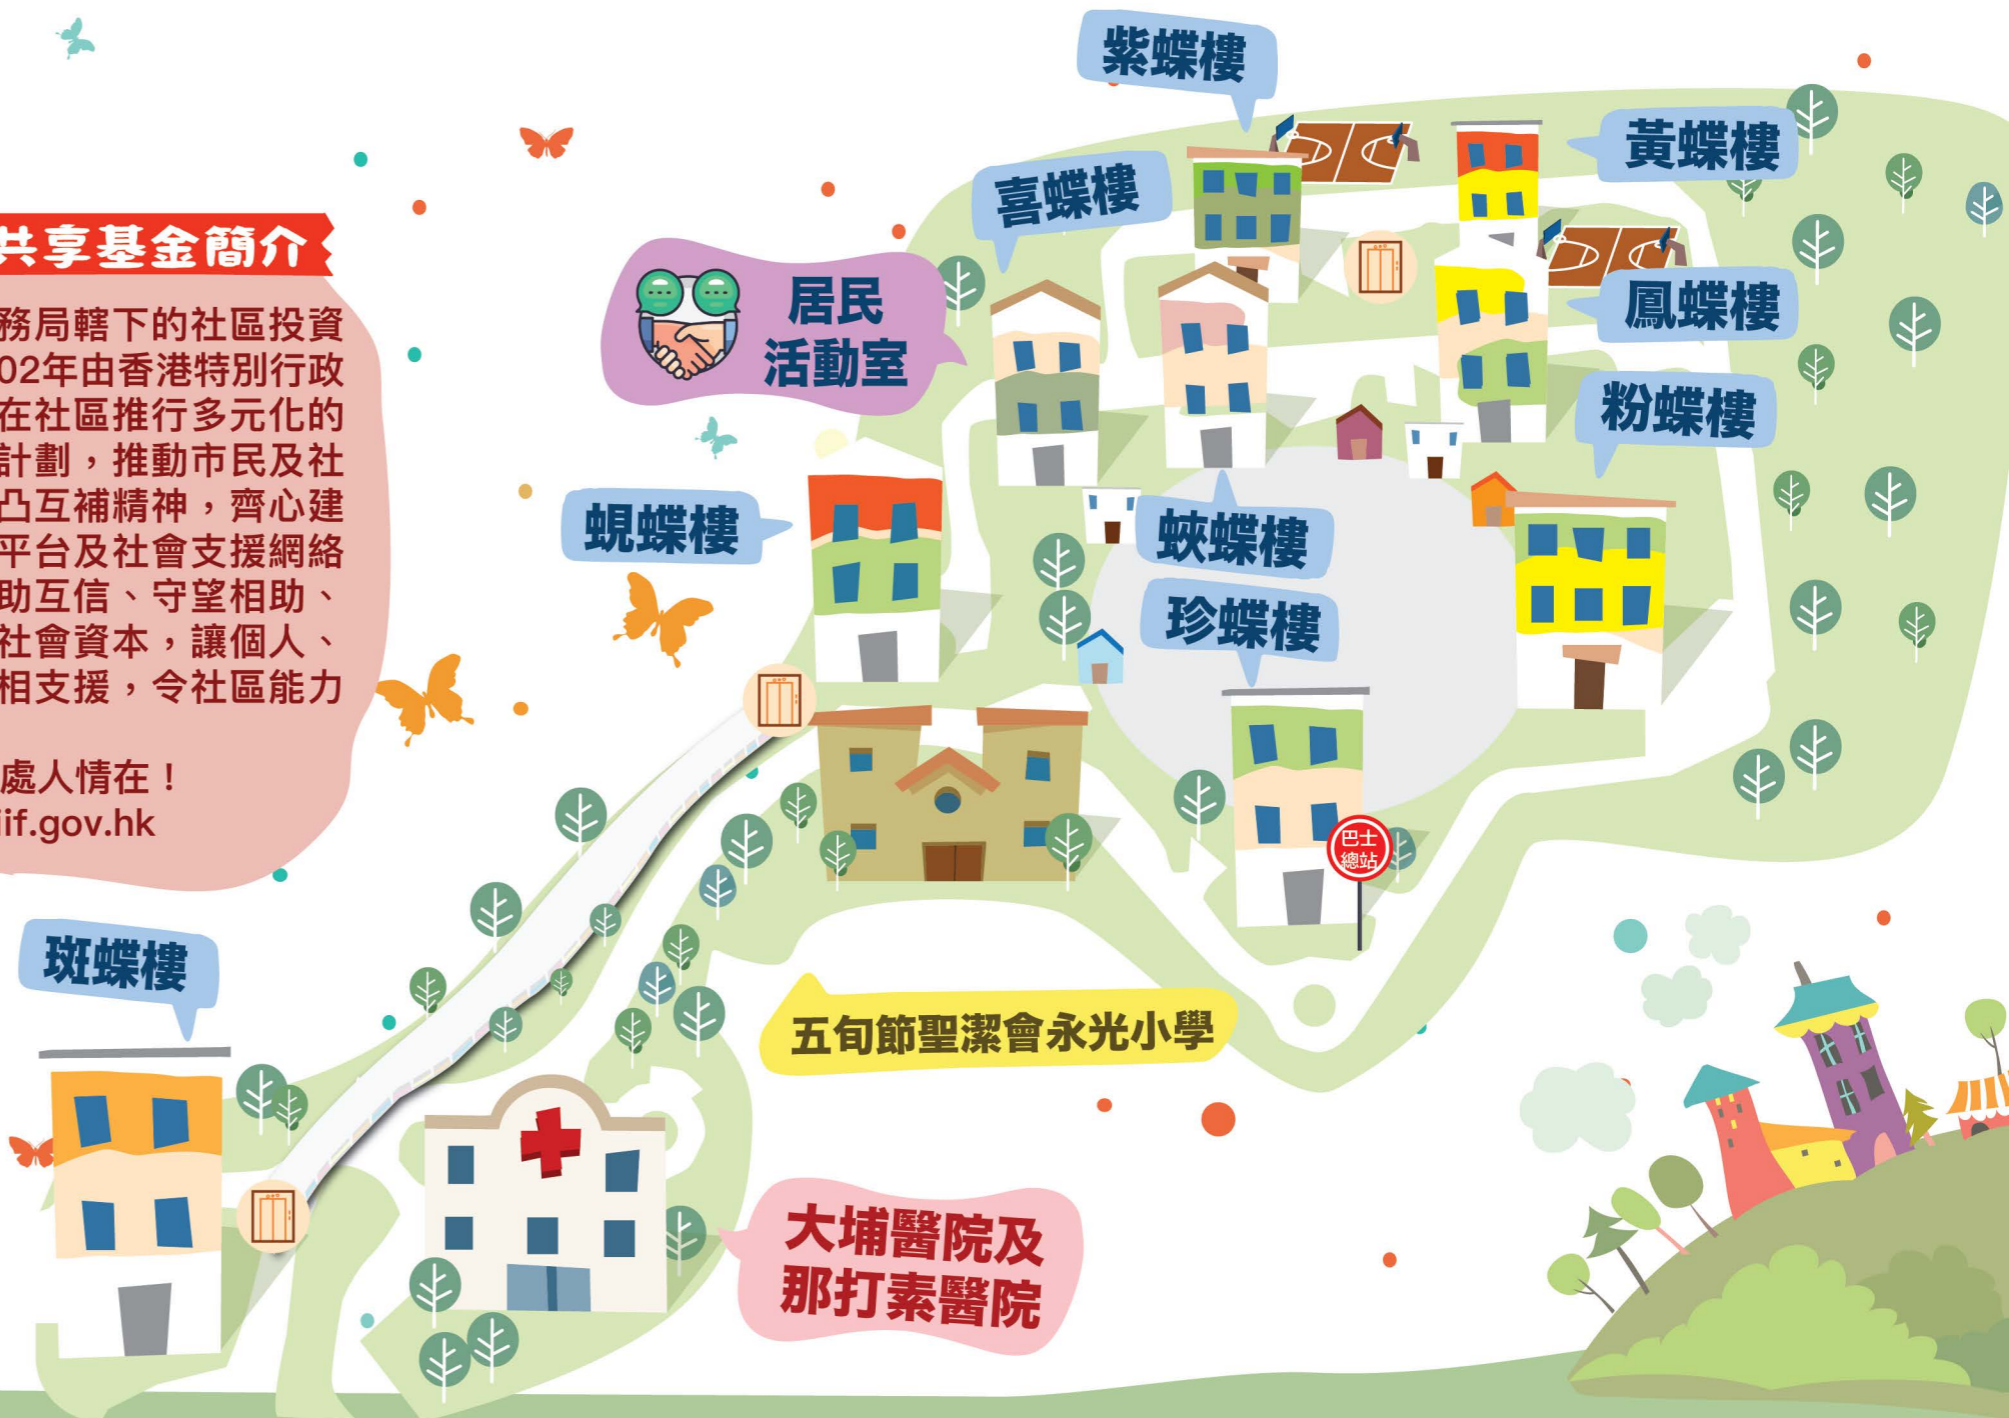 共享基金簡介
務局轄下的社區投資
02年由香港特別行政
在社區推行多元化的
計劃，推動市民及社
凸互補精神，齊心建
平台及社會支援網絡
助互信、守望相助、
社會資本，讓個人、
相支援，令社區能力
處人情在！
iif.gov.hk
紫蝶樓
黃蝶樓
喜蝶樓
居民
活動室
鳳蝶樓
粉蝶樓
蜆蝶樓
蛺蝶樓
珍蝶樓
巴士
總站
斑蝶樓
五旬節聖潔會永光小學
大埔醫院及
那打素醫院